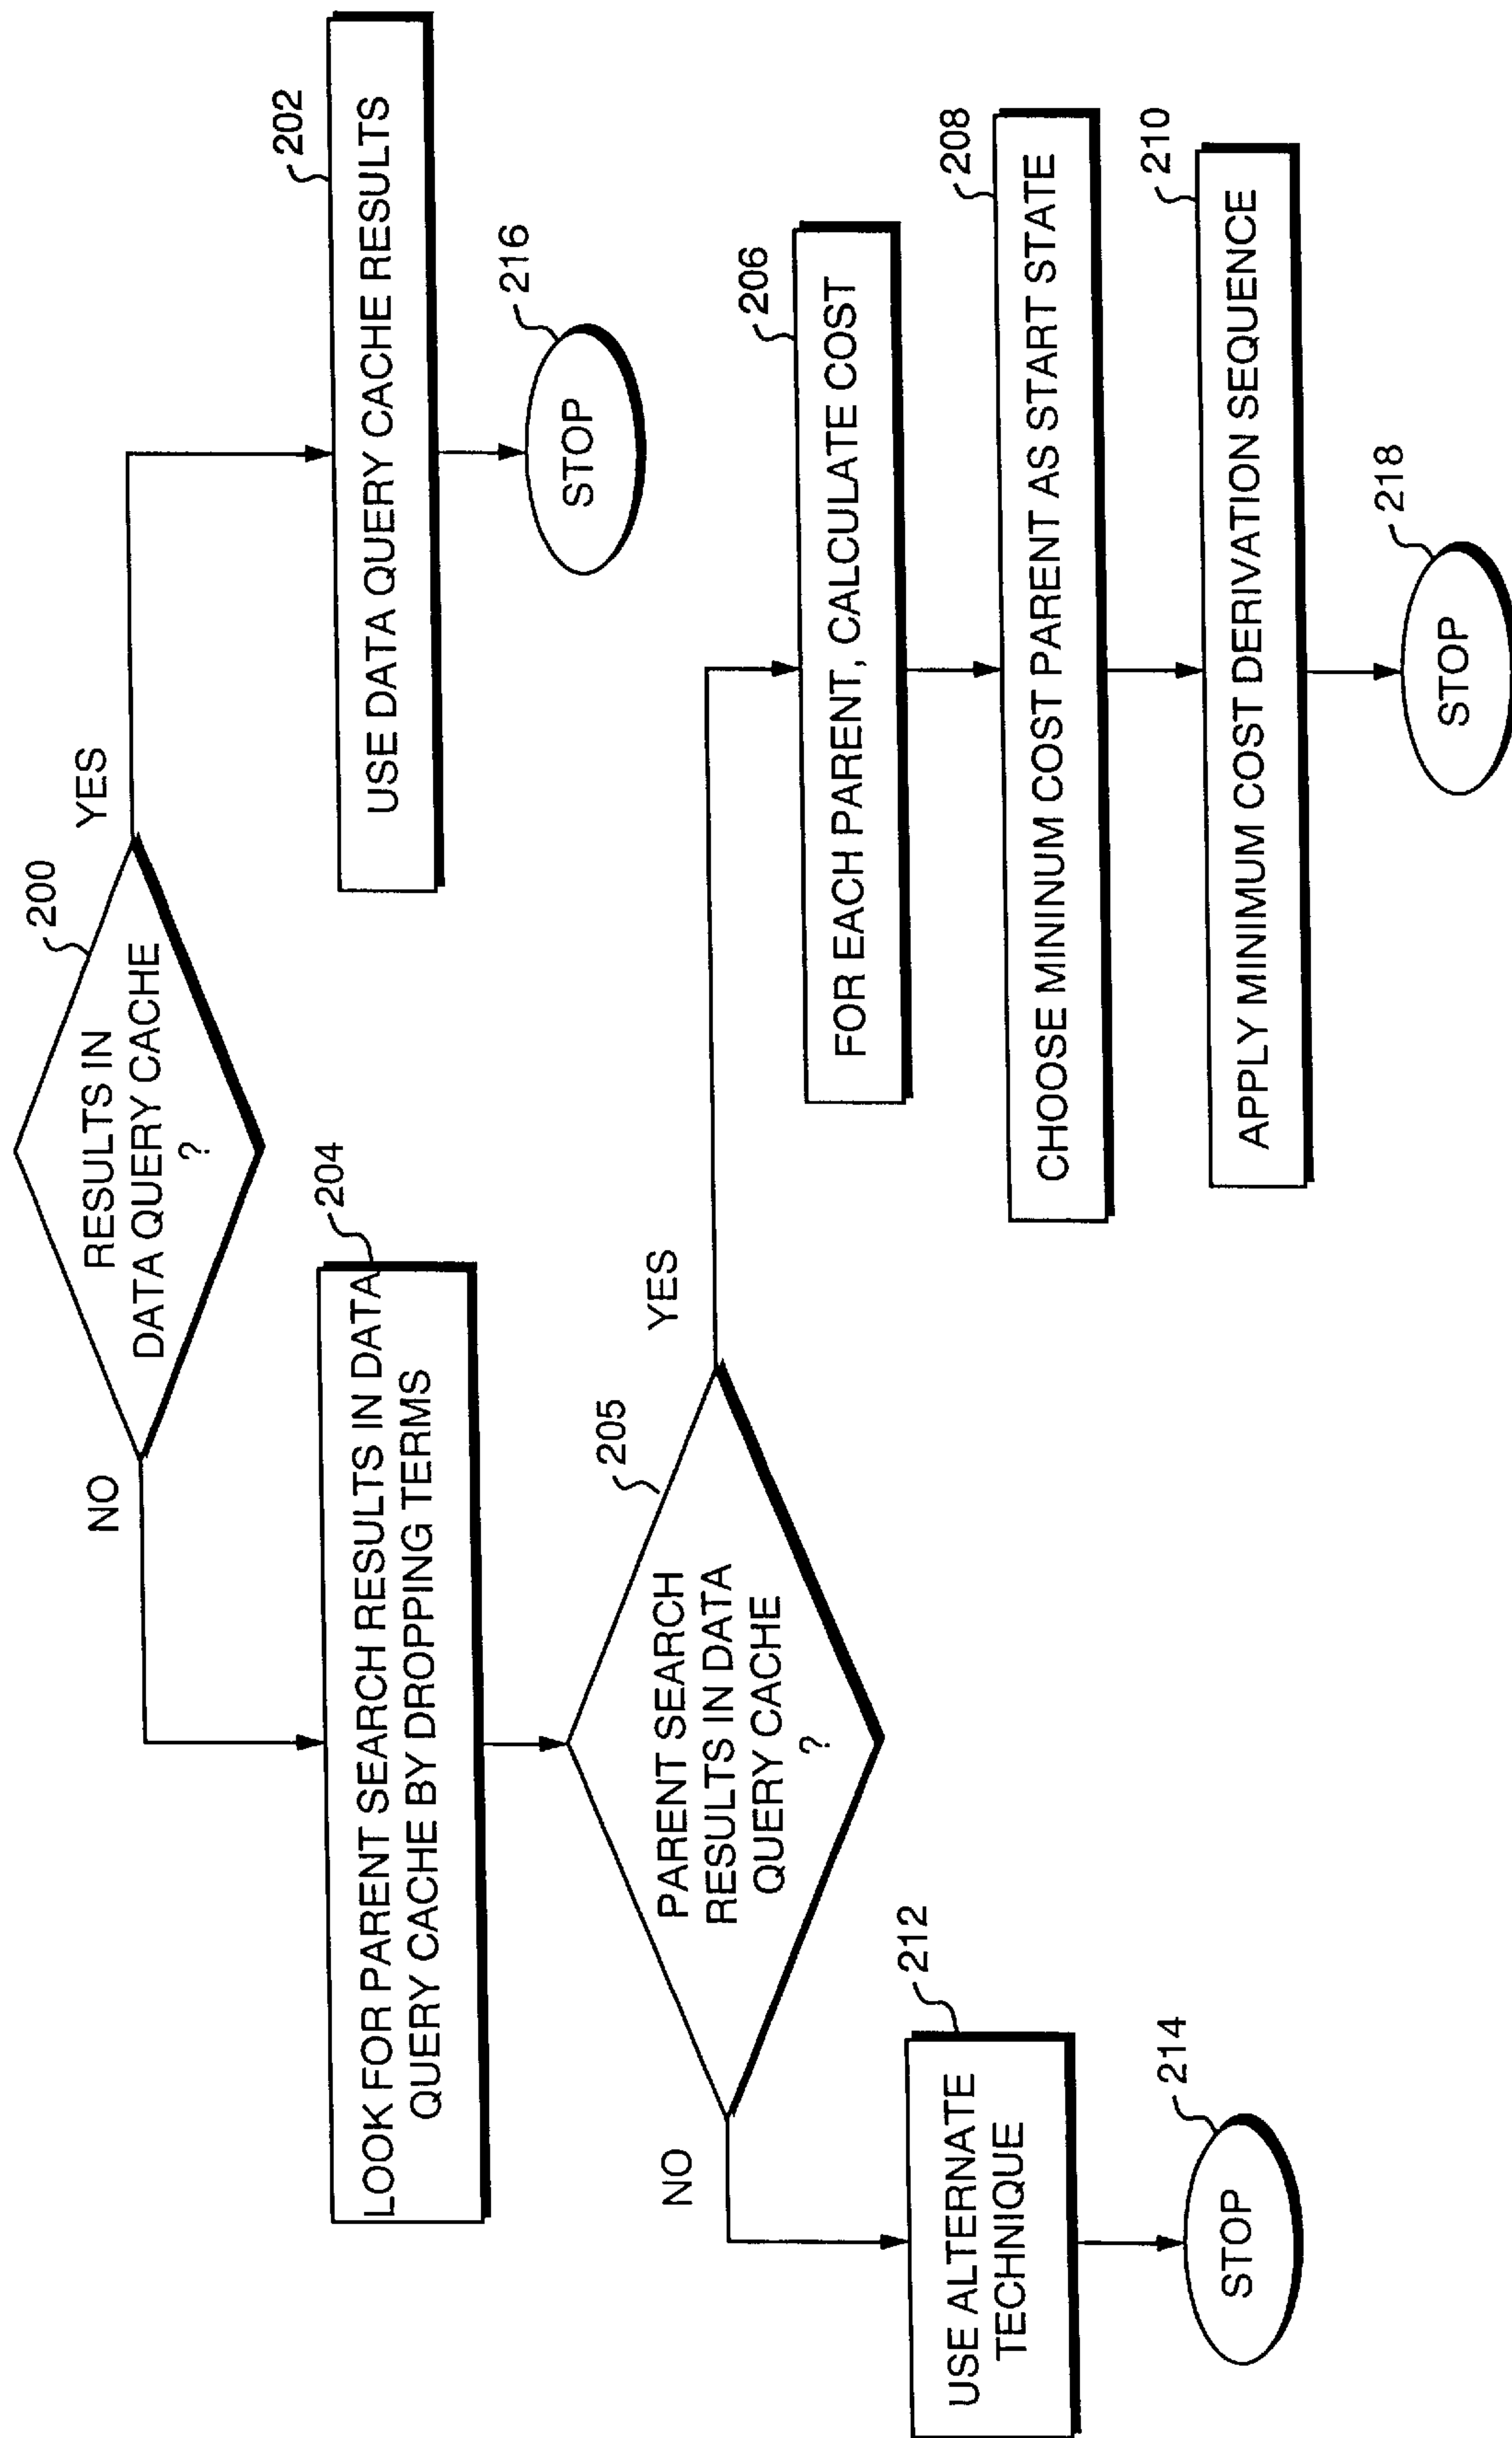 200
RESULTS IN
DATA QUERY CACHE
?
YES
NO
202
USE DATA QUERY CACHE RESULTS
216
STOP
204
LOOK FOR PARENT SEARCH RESULTS IN DATA
QUERY CACHE BY DROPPING TERMS
205
PARENT SEARCH
RESULTS IN DATA
QUERY CACHE
?
YES
NO
206
FOR EACH PARENT, CALCULATE COST
208
CHOOSE MININUM COST PARENT AS START STATE
210
APPLY MINIMUM COST DERIVATION SEQUENCE
218
STOP
212
USE ALTERNATE
TECHNIQUE
214
STOP